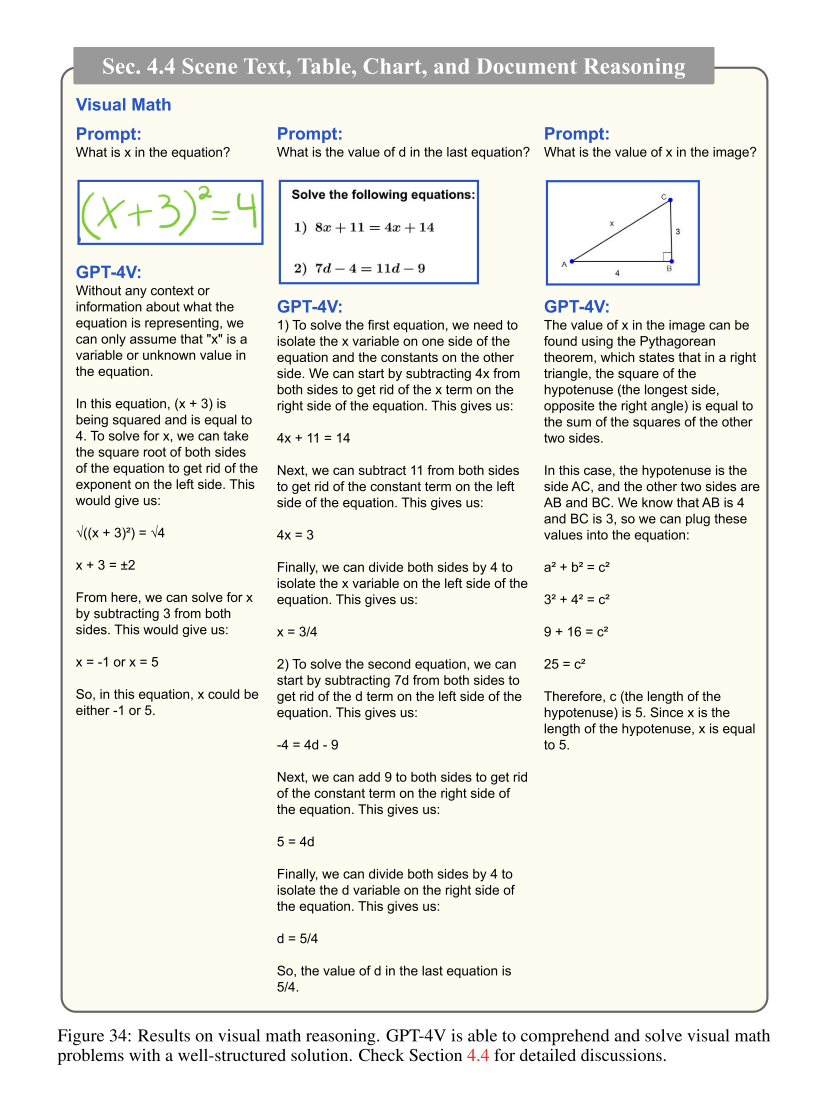 Sec. 4.4 Scene Text, Table, Chart, and Document Reasoning
Visual Math
Prompt:
What is x in the equation?
(x+3)²=4
GPT-4V:
Without any context or
information about what the
equation is representing, we
can only assume that "x" is a
variable or unknown value in
the equation.
In this equation, (x + 3) is
being squared and is equal to
4. To solve for x, we can take
the square root of both sides
of the equation to get rid of the
exponent on the left side. This
would give us:
√((x + 3)²) = √4
x + 3 = ±2
From here, we can solve for x
by subtracting 3 from both
sides. This would give us:
x = -1 or x = 5
So, in this equation, x could be
either -1 or 5.
Prompt:
What is the value of d in the last equation?
Solve the following equations:
1) 8x + 11 = 4x + 14
2) 7d − 4 = 11d − 9
GPT-4V:
1) To solve the first equation, we need to
isolate the x variable on one side of the
equation and the constants on the other
side. We can start by subtracting 4x from
both sides to get rid of the x term on the
right side of the equation. This gives us:
4x + 11 = 14
Next, we can subtract 11 from both sides
to get rid of the constant term on the left
side of the equation. This gives us:
4x = 3
Finally, we can divide both sides by 4 to
isolate the x variable on the left side of the
equation. This gives us:
x = 3/4
2) To solve the second equation, we can
start by subtracting 7d from both sides to
get rid of the d term on the left side of the
equation. This gives us:
-4 = 4d - 9
Next, we can add 9 to both sides to get rid
of the constant term on the right side of
the equation. This gives us:
5 = 4d
Finally, we can divide both sides by 4 to
isolate the d variable on the right side of
the equation. This gives us:
d = 5/4
So, the value of d in the last equation is
5/4.
Prompt:
What is the value of x in the image?
C
x
3
A
B
4
GPT-4V:
The value of x in the image can be
found using the Pythagorean
theorem, which states that in a right
triangle, the square of the
hypotenuse (the longest side,
opposite the right angle) is equal to
the sum of the squares of the other
two sides.
In this case, the hypotenuse is the
side AC, and the other two sides are
AB and BC. We know that AB is 4
and BC is 3, so we can plug these
values into the equation:
a² + b² = c²
3² + 4² = c²
9 + 16 = c²
25 = c²
Therefore, c (the length of the
hypotenuse) is 5. Since x is the
length of the hypotenuse, x is equal
to 5.
Figure 34: Results on visual math reasoning. GPT-4V is able to comprehend and solve visual math
problems with a well-structured solution. Check Section 4.4 for detailed discussions.